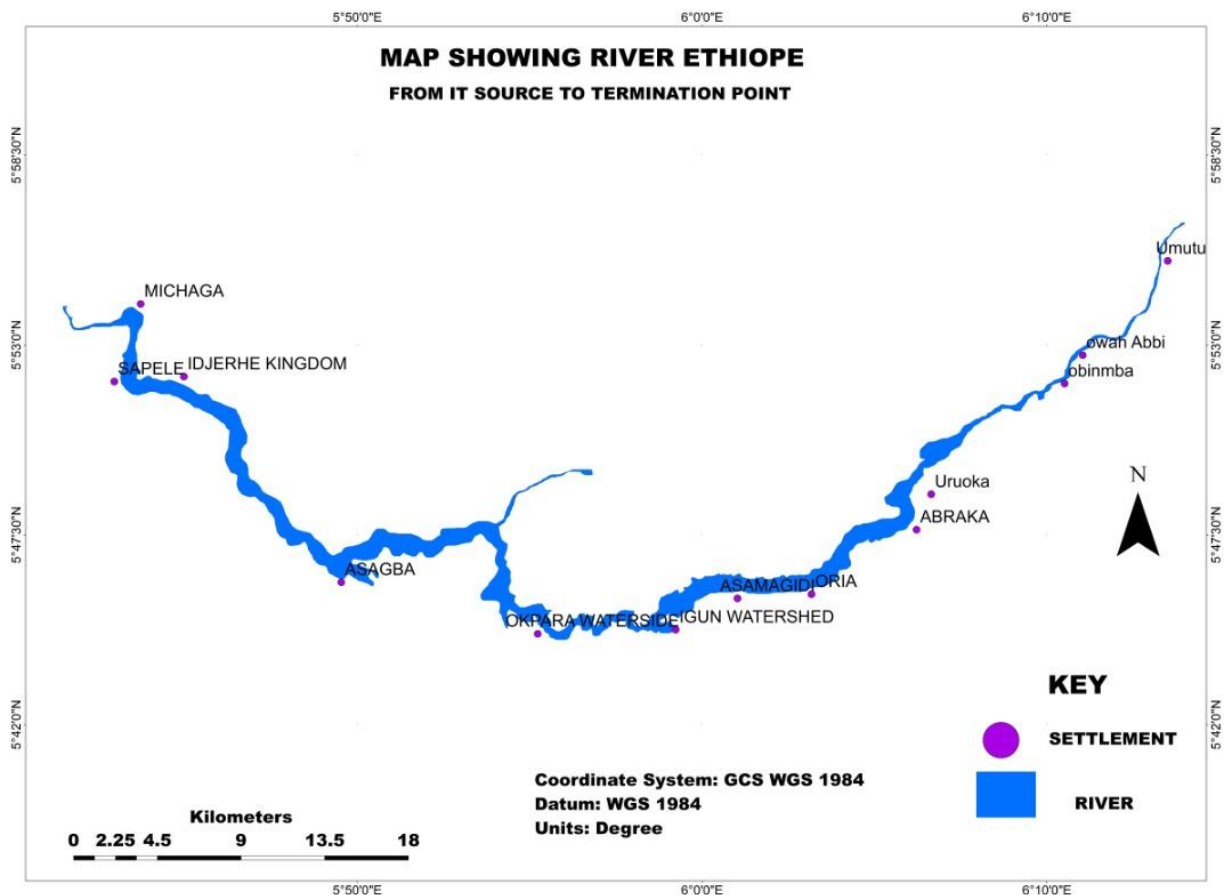 5°50'0"E
6°0'0"E
6°10'0"E
MAP SHOWING RIVER ETHIOPE
FROM IT SOURCE TO TERMINATION POINT
5°58'30"N
5°58'30"N
Umutu
MICHAGA
5°53'0"N
5°53'0"N
owah Abbi
SAPELE
IDJERHE KINGDOM
obinmba
N
Uruoka
ABRAKA
5°47'30"N
5°47'30"N
ASAGBA
ASAMAGIDI
ORIA
OKPARA WATERSIDE
IGUN WATERSHED
KEY
5°42'0"N
5°42'0"N
SETTLEMENT
RIVER
Coordinate System: GCS WGS 1984
Datum: WGS 1984
Units: Degree
Kilometers
0 2.25 4.5 9 13.5 18
5°50'0"E
6°0'0"E
6°10'0"E